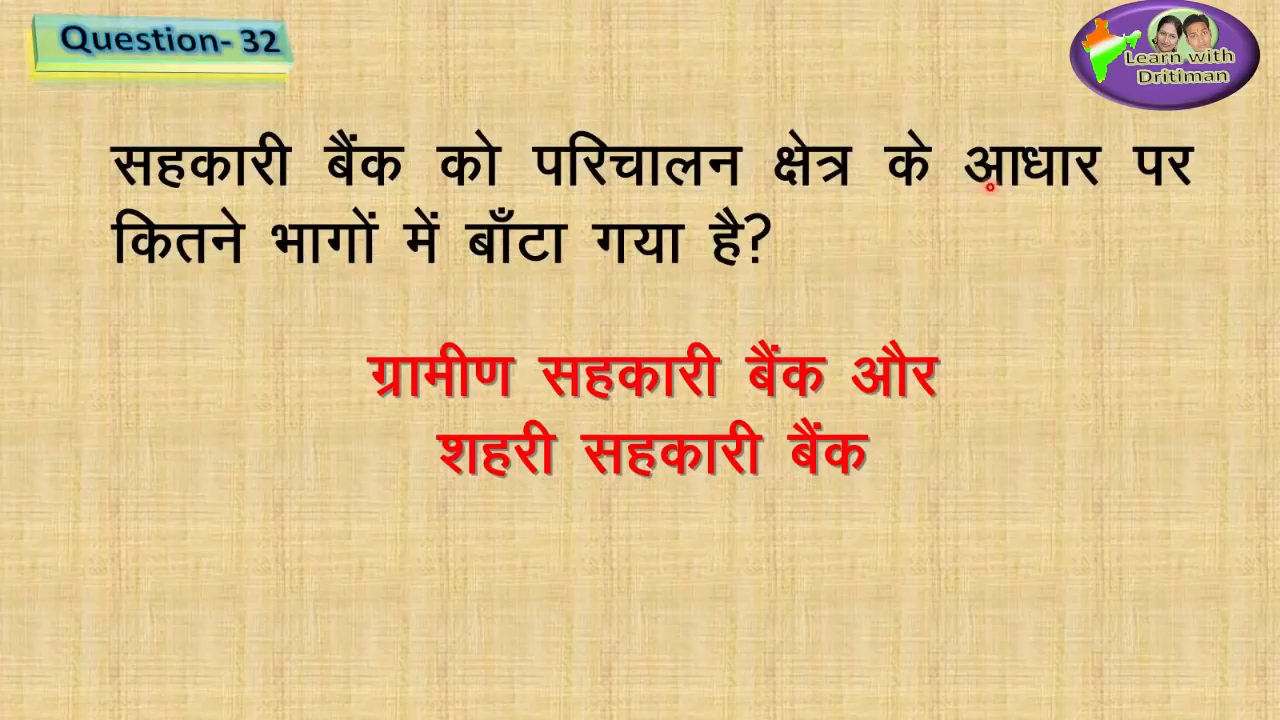 Question- 32
Learn with
Dritiman
सहकारी बैंक को परिचालन क्षेत्र के आधार पर
कितने भागों में बाँटा गया है?
ग्रामीण सहकारी बैंक और
शहरी सहकारी बैंक